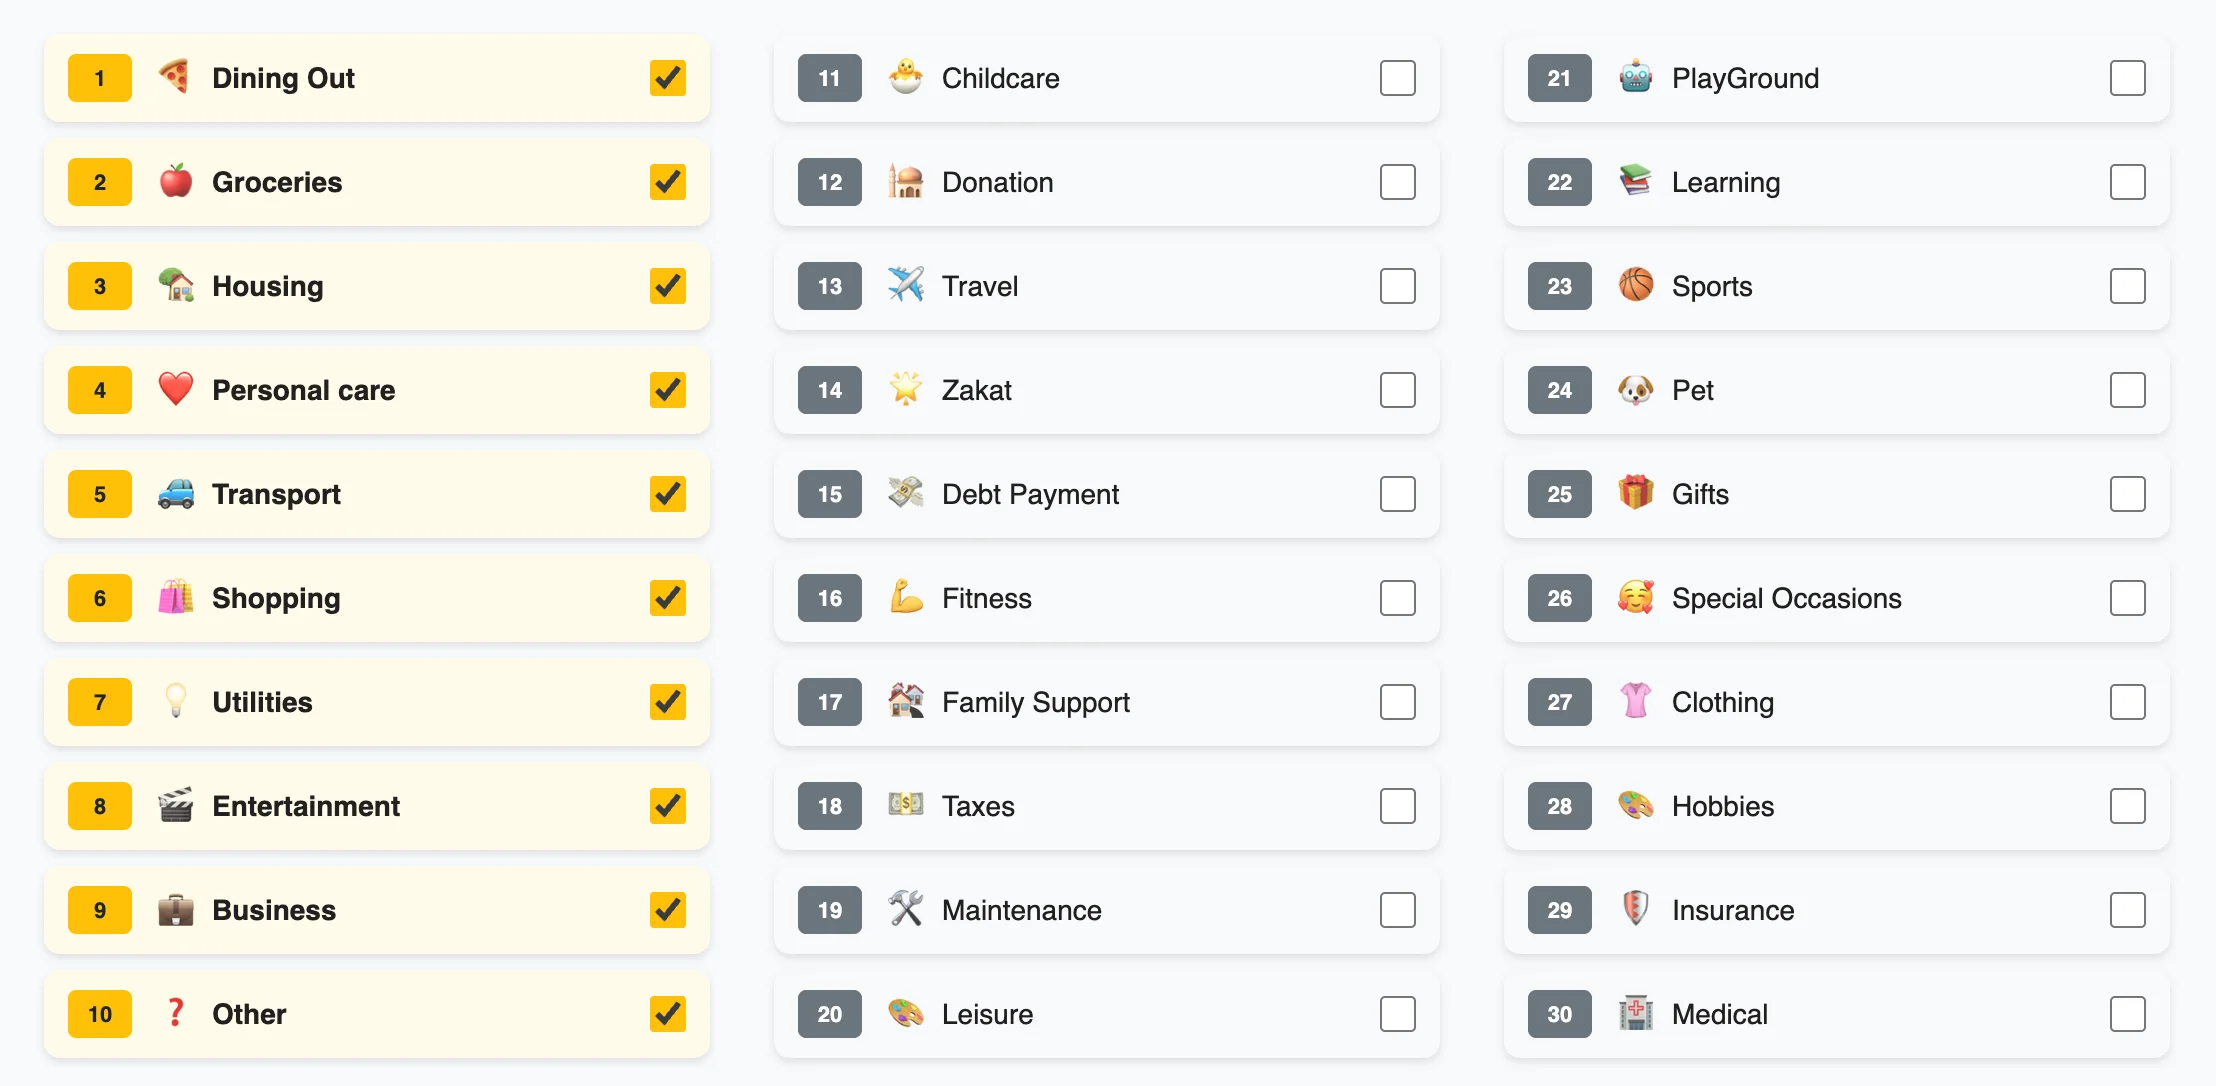 1 Dining Out
2 Groceries
3 Housing
4 Personal care
5 Transport
6 Shopping
7 Utilities
8 Entertainment
9 Business
10 Other
11 Childcare
12 Donation
13 Travel
14 Zakat
15 Debt Payment
16 Fitness
17 Family Support
18 Taxes
19 Maintenance
20 Leisure
21 PlayGround
22 Learning
23 Sports
24 Pet
25 Gifts
26 Special Occasions
27 Clothing
28 Hobbies
29 Insurance
30 Medical